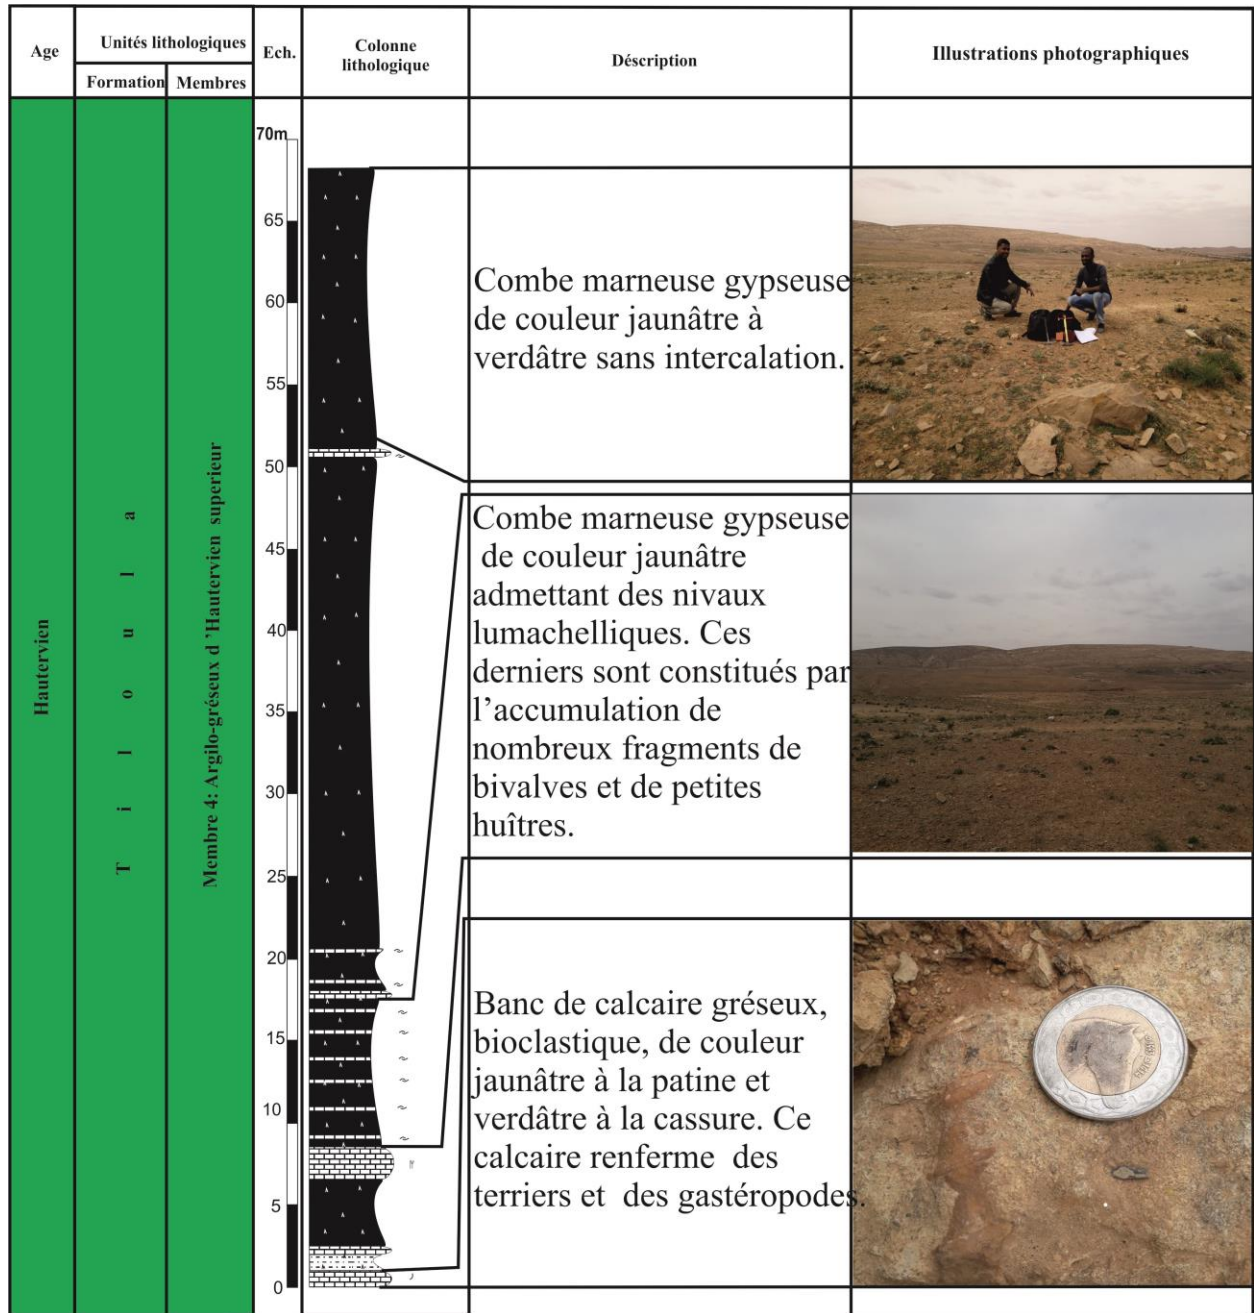 Age
Unités lithologiques
Formation
Membres
Ech.
Colonne
lithologique
Déscription
Illustrations photographiques
Hautervien
T i l o u l a
Membre 4: Argilo-gréseux d 'Hautervien superieur
70m
65
60
55
50
45
40
35
30
25
20
15
10
5
0
Combe marneuse gypseuse
de couleur jaunâtre à
verdâtre sans intercalation.
Combe marneuse gypseuse
de couleur jaunâtre
admettant des nivaux
lumachelliques. Ces
derniers sont constitués par
l'accumulation de
nombreux fragments de
bivalves et de petites
huîtres.
Banc de calcaire gréseux,
bioclastique, de couleur
jaunâtre à la patine et
verdâtre à la cassure. Ce
calcaire renferme des
terriers et des gastéropodes.